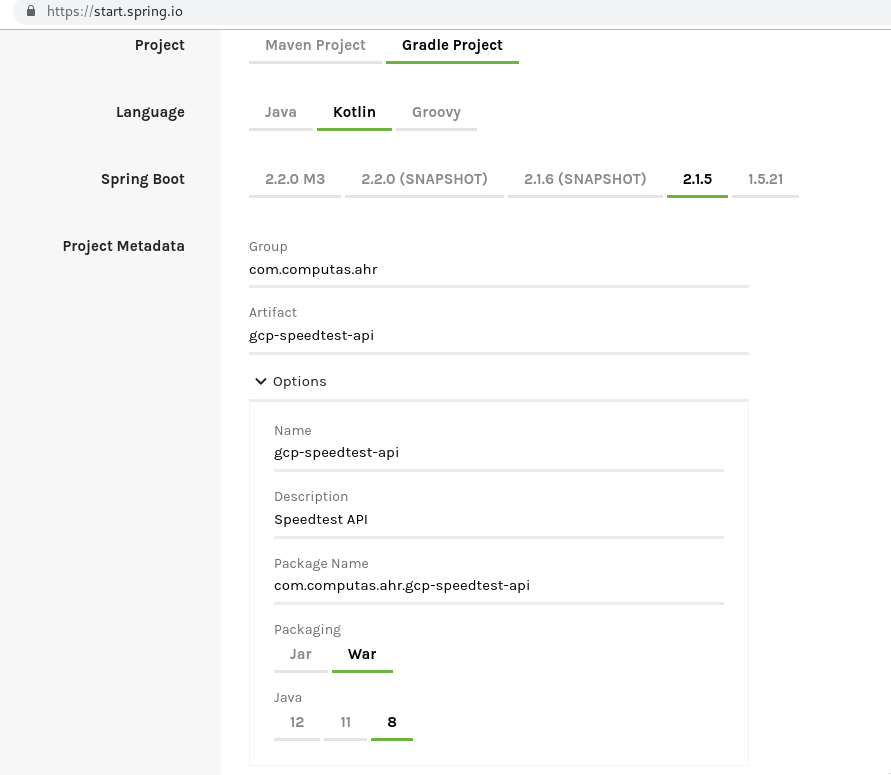 https://start.spring.io
Project Maven Project Gradle Project
Language Java Kotlin Groovy
Spring Boot 2.2.0 M3 2.2.0 (SNAPSHOT) 2.1.6 (SNAPSHOT) 2.1.5 1.5.21
Project Metadata Group
com.computas.ahr
Artifact
gcp-speedtest-api
Options
Name
gcp-speedtest-api
Description
Speedtest API
Package Name
com.computas.ahr.gcp-speedtest-api
Packaging
Jar War
Java
12 11 8